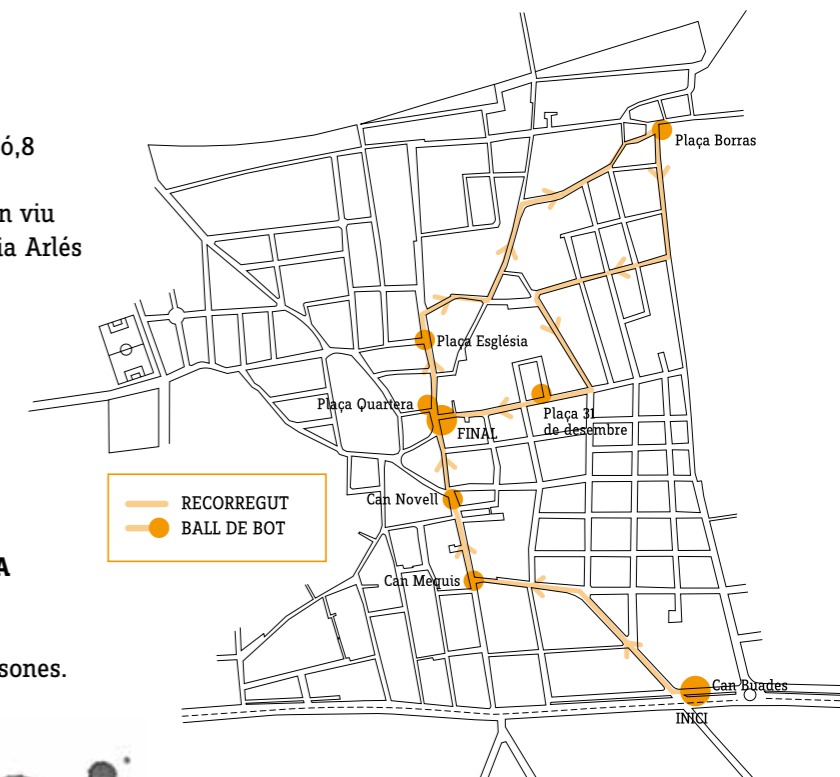 ó,8
n viu
ia Arlés
A
sones.
Plaça Borras
Plaça Església
Plaça Quartera
FINAL
Plaça 31
de desembre
RECORREGUT
BALL DE BOT
Can Novell
Can Mequis
Can Buades
INICI